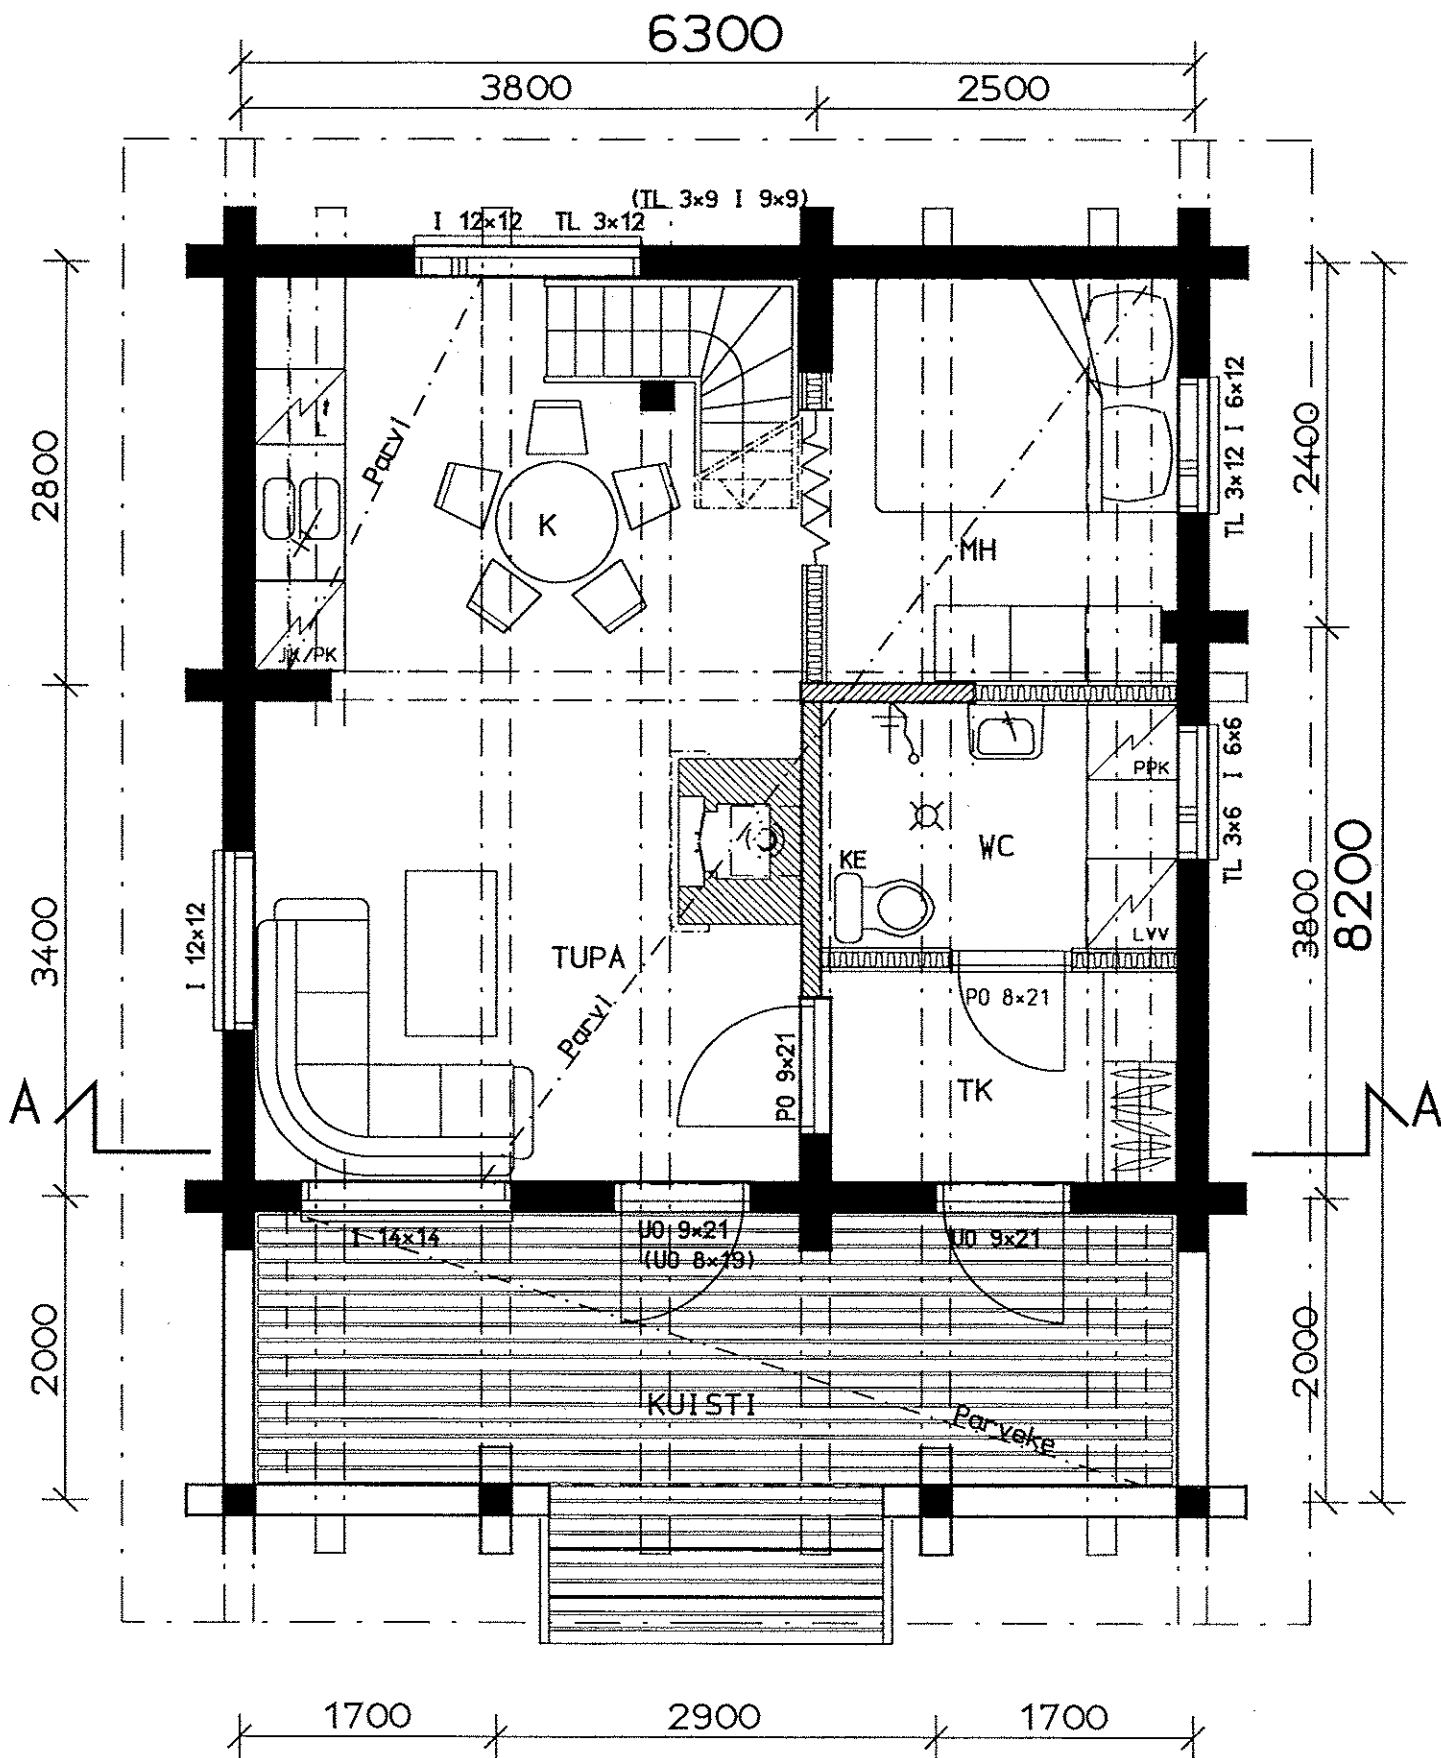 6300
3800
2500
(TL 3×9 I 9×9)
I 12×12 TL 3×12
2800
Parvi
K
MH
TL 3×12 I 6×12
2400
JK/PK
L
PPK
TL 3×6 I 6×6
KE
WC
LVV
8200
3800
3400
I 12×12
TUPA
Parvi
PO 9×21
PO 8×21
TK
A
A
I 14×14
UO 9×21
(UO 8×19)
UO 9×21
2000
2000
KUISTI
Parveke
1700
2900
1700